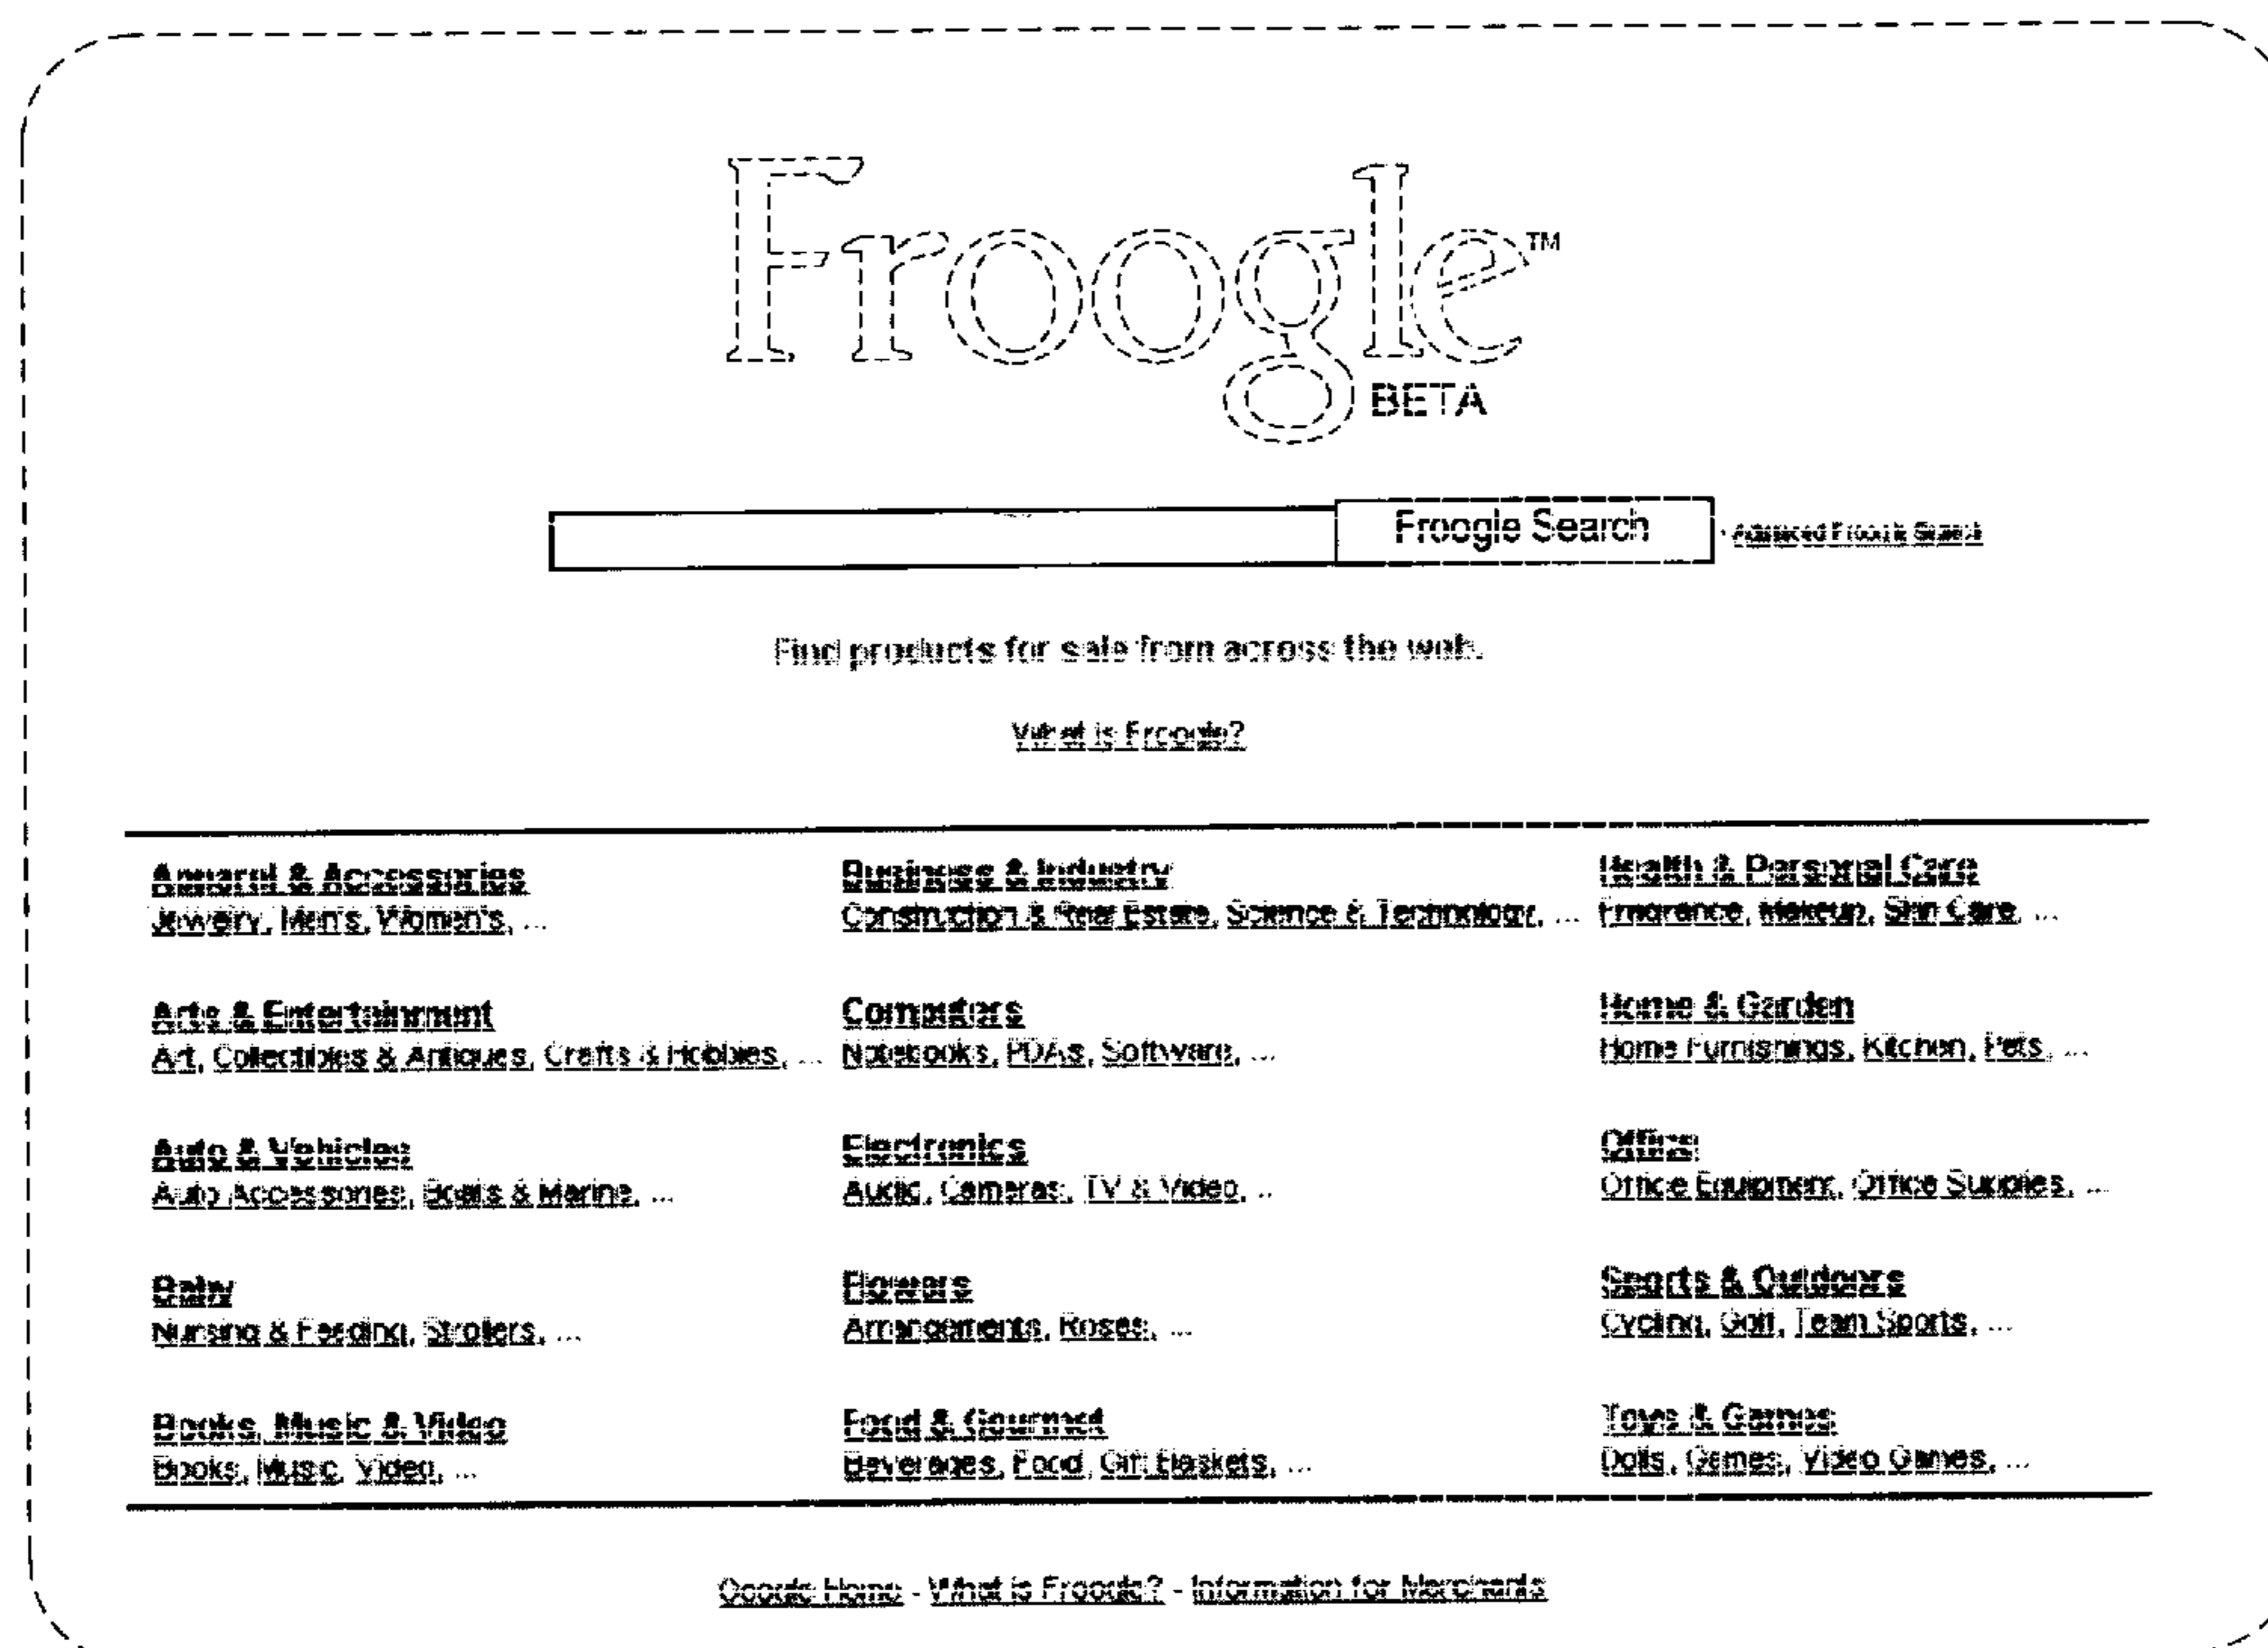 Froogle™
BETA
Froogle Search · Advanced Froogle Search
Find products for sale from across the web.
What is Froogle?
Apparel & Accessories
Jewelry, Men's, Women's, ...
Arts & Entertainment
Art, Collectibles & Antiques, Crafts & Hobbies, ...
Auto & Vehicles
Auto Accessories, Boats & Marine, ...
Baby
Nursing & Feeding, Strollers, ...
Books, Music & Video
Books, Music, Video, ...
Business & Industry
Construction & Real Estate, Science & Technology, ...
Computers
Notebooks, PDAs, Software, ...
Electronics
Audio, Cameras, TV & Video, ..
Flowers
Arrangements, Roses, ...
Food & Gourmet
Beverages, Food, Gift Baskets, ...
Health & Personal Care
Fragrance, Makeup, Skin Care, ...
Home & Garden
Home Furnishings, Kitchen, Pets, ...
Office
Office Equipment, Office Supplies, ...
Sports & Outdoors
Cycling, Golf, Team Sports, ...
Toys & Games
Dolls, Games, Video Games, ...
Google Home - What is Froogle? - Information for Merchants